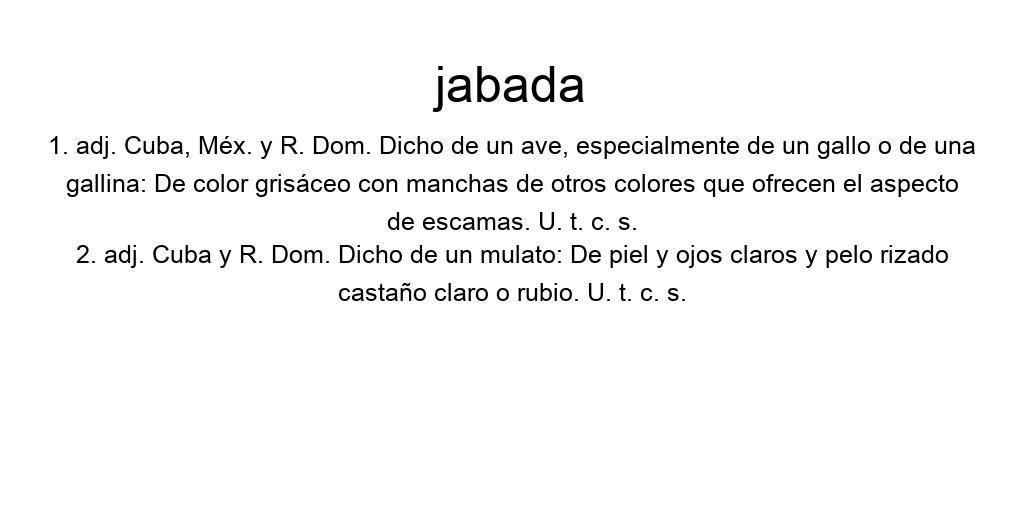 jabada
1. adj. Cuba, Méx. y R. Dom. Dicho de un ave, especialmente de un gallo o de una
gallina: De color grisáceo con manchas de otros colores que ofrecen el aspecto
de escamas. U. t. c. s.
2. adj. Cuba y R. Dom. Dicho de un mulato: De piel y ojos claros y pelo rizado
castaño claro o rubio. U. t. c. s.